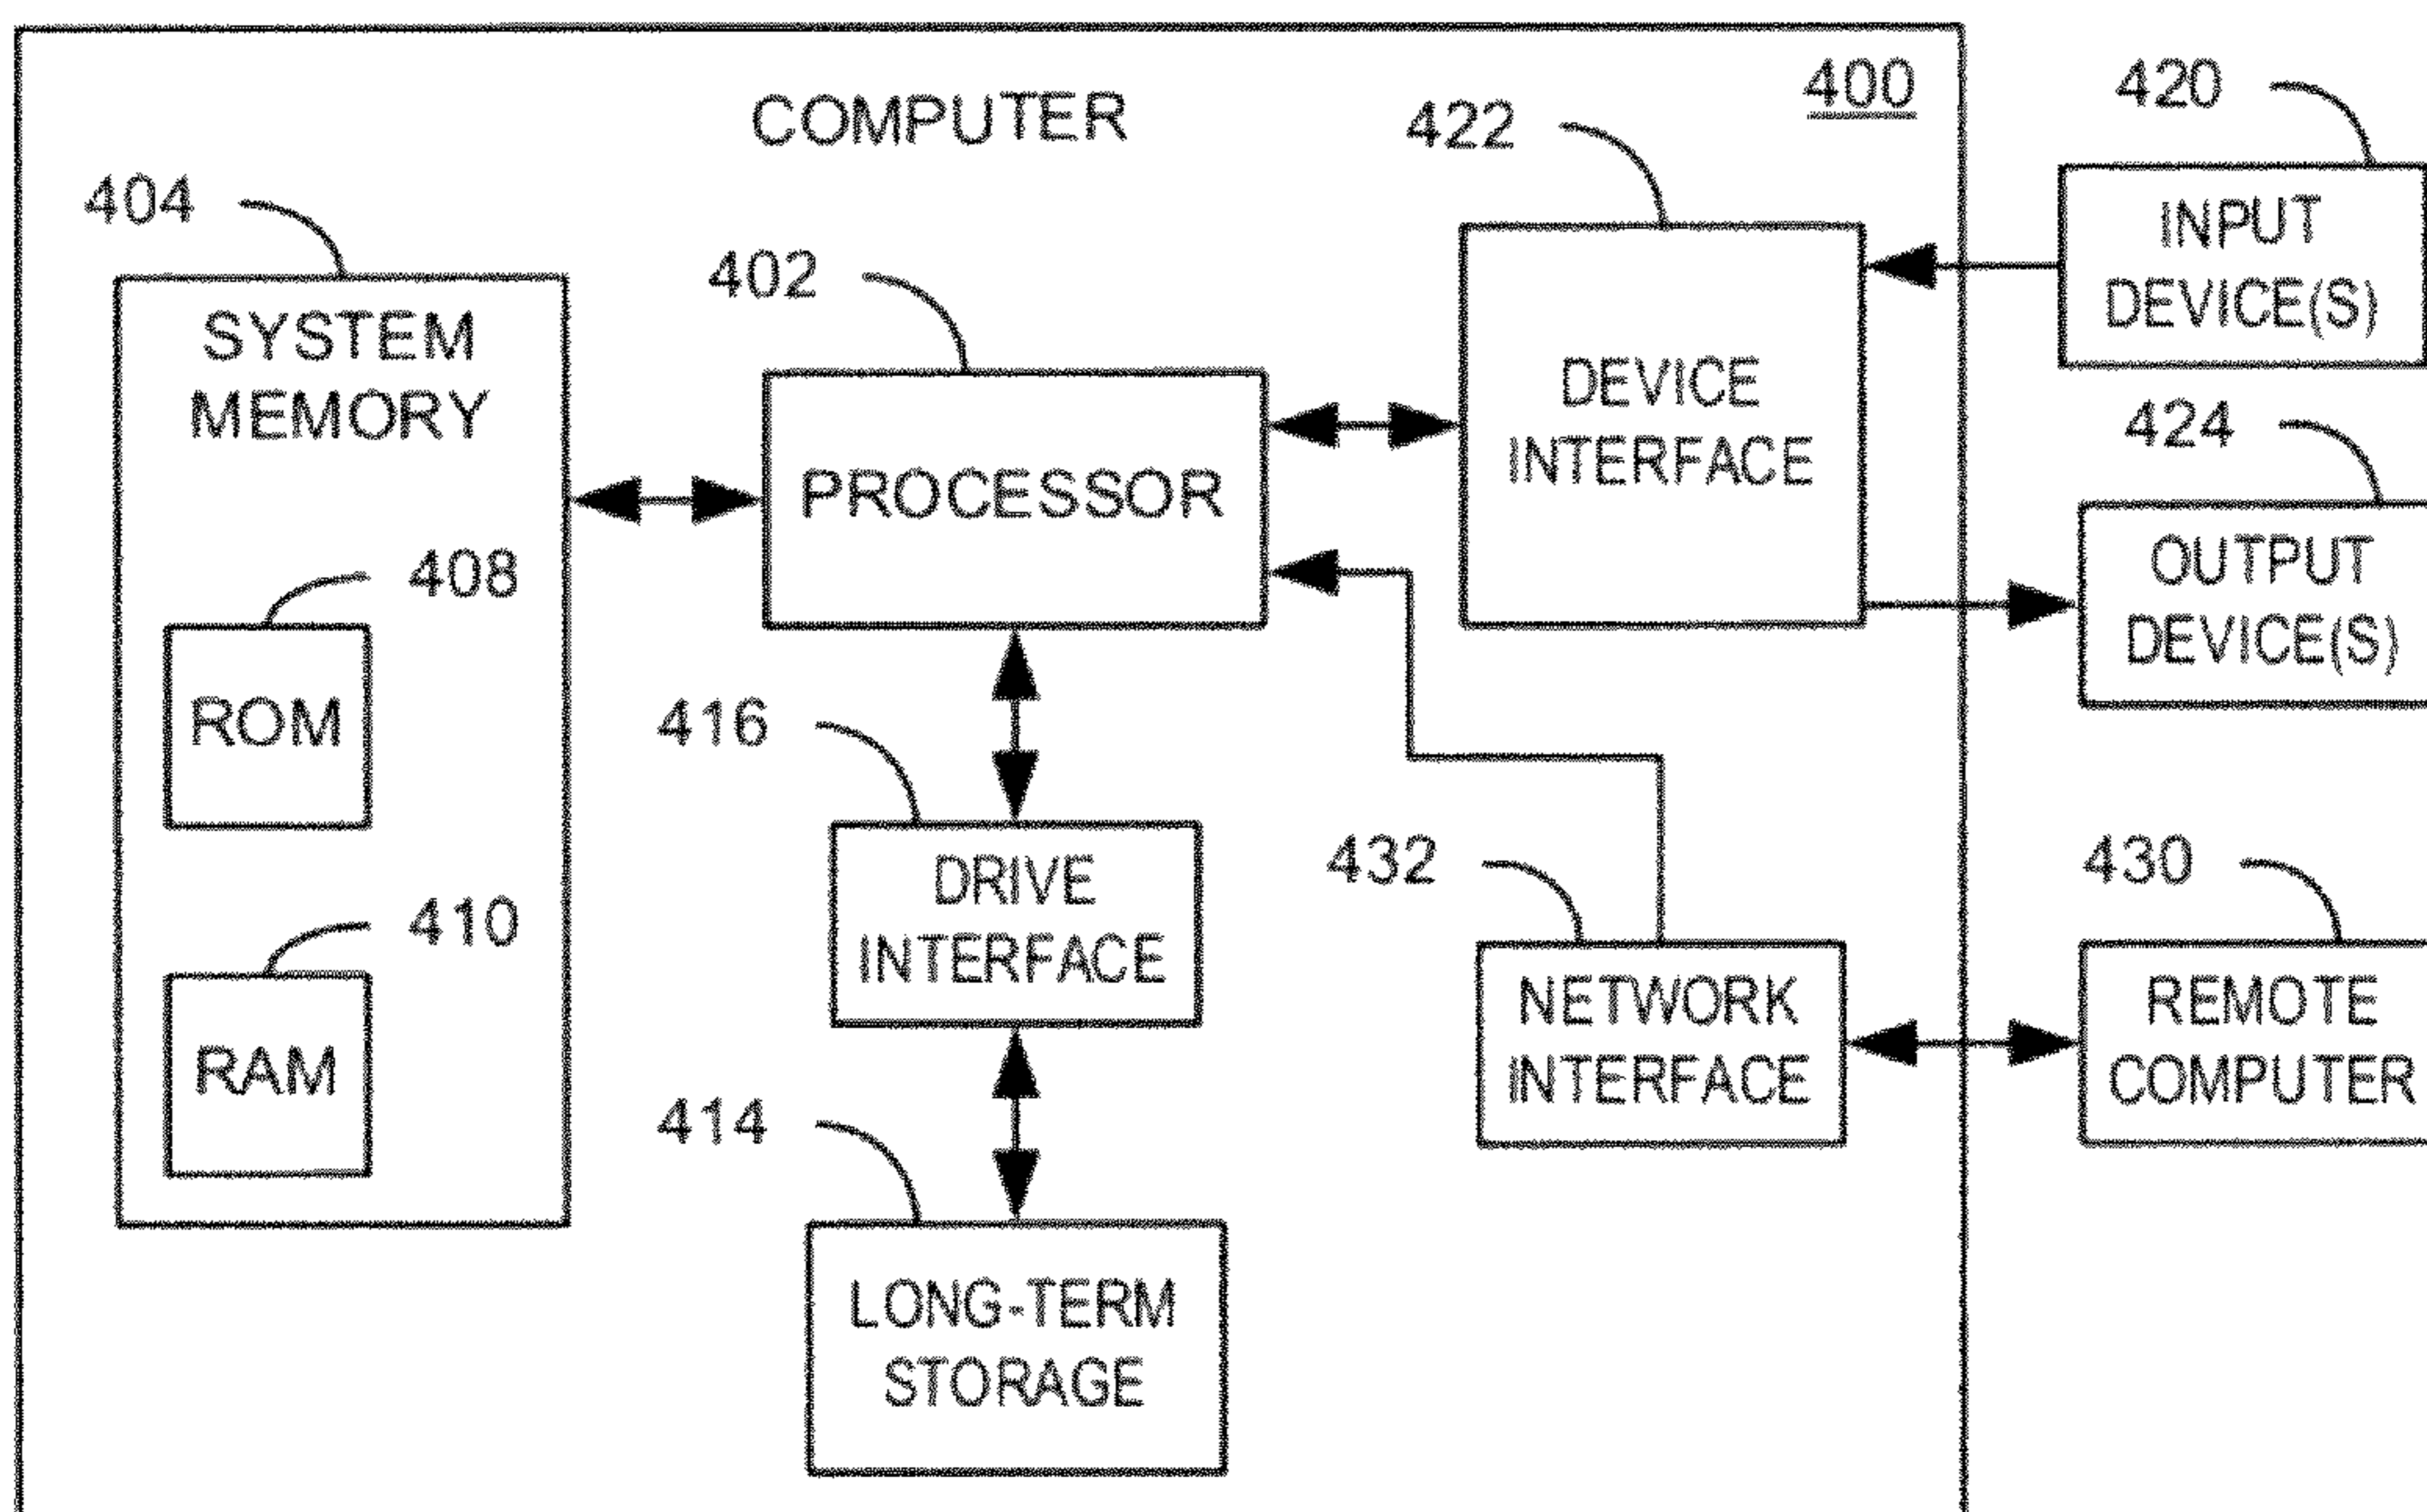 COMPUTER
400
420
422
INPUT
DEVICE(S)
404
402
SYSTEM
MEMORY
DEVICE
INTERFACE
424
PROCESSOR
OUTPUT
DEVICE(S)
408
ROM
416
DRIVE
INTERFACE
432
430
410
RAM
NETWORK
INTERFACE
REMOTE
COMPUTER
414
LONG-TERM
STORAGE